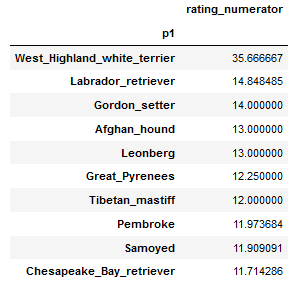 rating_numerator
p1
West_Highland_white_terrier 35.666667
Labrador_retriever 14.848485
Gordon_setter 14.000000
Afghan_hound 13.000000
Leonberg 13.000000
Great_Pyrenees 12.250000
Tibetan_mastiff 12.000000
Pembroke 11.973684
Samoyed 11.909091
Chesapeake_Bay_retriever 11.714286